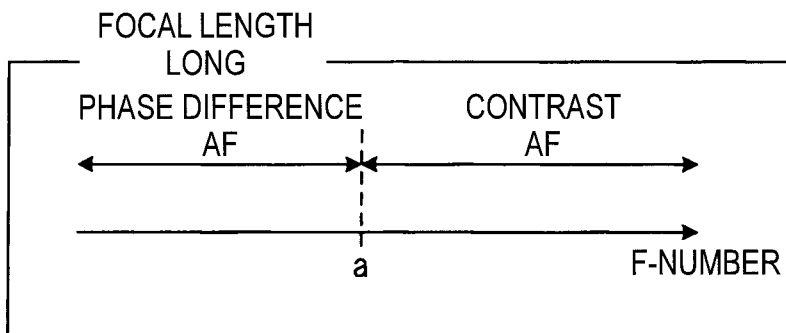 FOCAL LENGTH
LONG
PHASE DIFFERENCE
AF
CONTRAST
AF
a
F-NUMBER